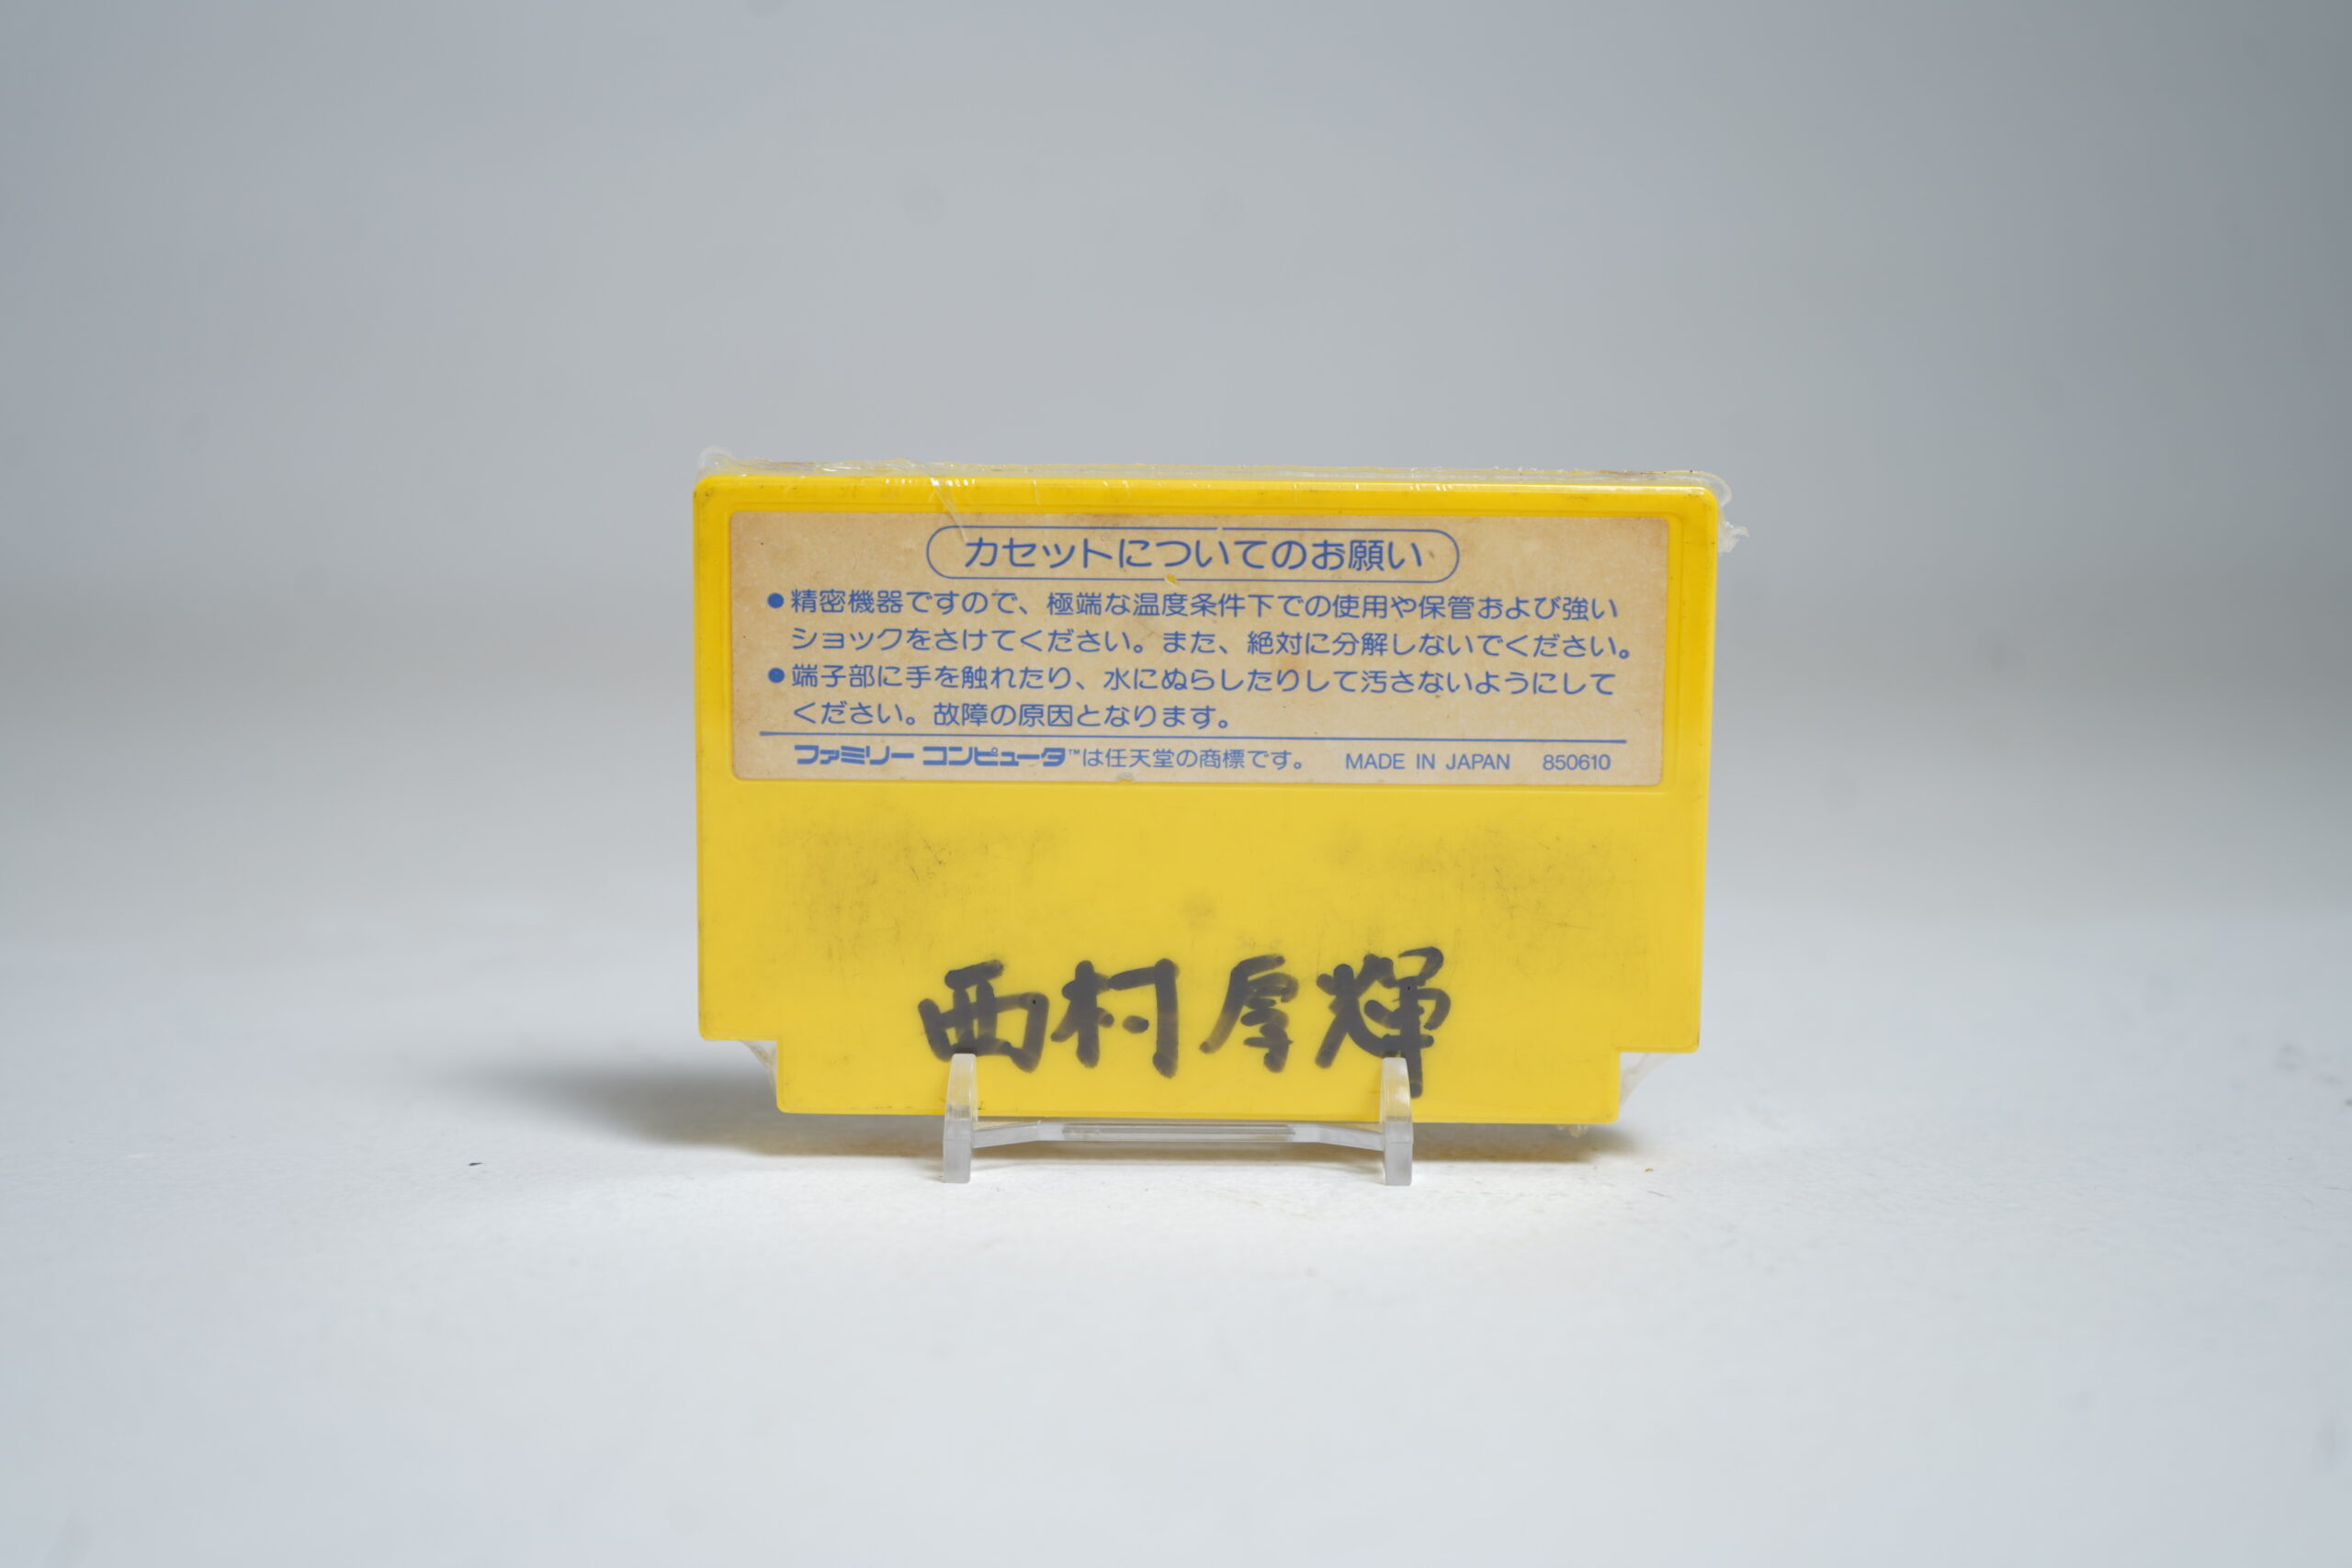 カセットについてのお願い
●精密機器ですので、極端な温度条件下での使用や保管および強い
ショックをさけてください。また、絶対に分解しないでください。
●端子部に手を触れたり、水にぬらしたりして汚さないようにして
ください。故障の原因となります。
ファミリーコンピュータ™は任天堂の商標です。 MADE IN JAPAN 850610
西村厚輝